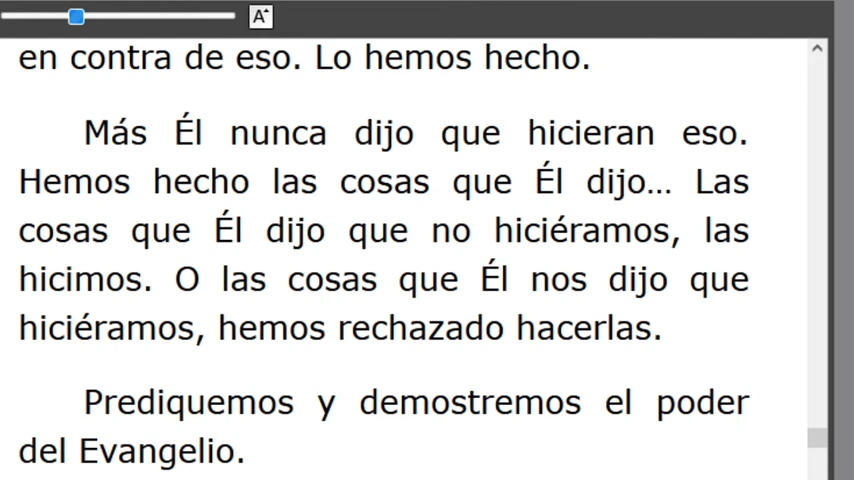 A
en contra de eso. Lo hemos hecho.
Más Él nunca dijo que hicieran eso.
Hemos hecho las cosas que Él dijo... Las
cosas que Él dijo que no hiciéramos, las
hicimos. O las cosas que Él nos dijo que
hiciéramos, hemos rechazado hacerlas.
Prediquemos y demostremos el poder
del Evangelio.